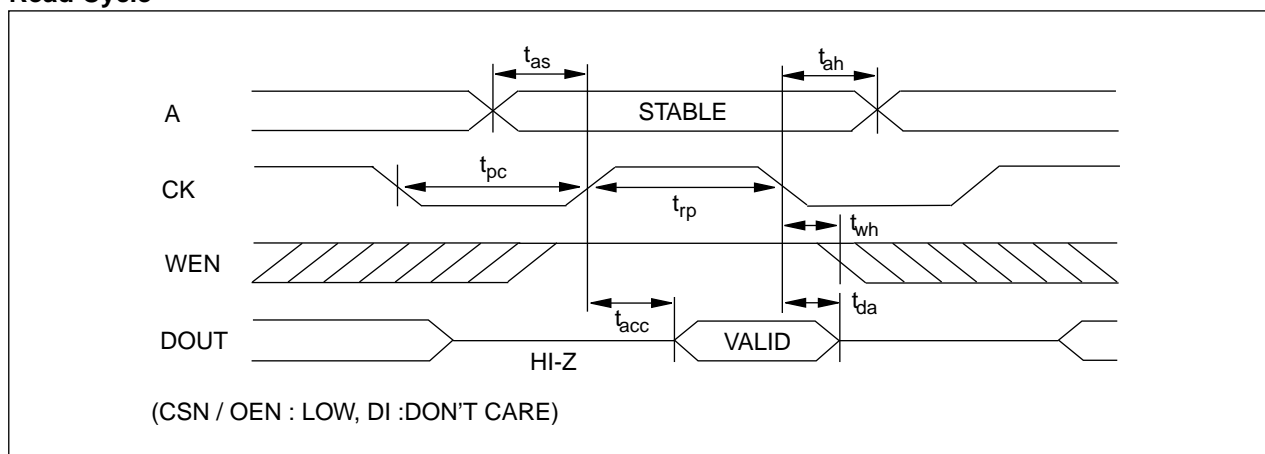 Read Cycle
t_as
t_ah
A
STABLE
CK
t_pc
t_rp
t_wh
WEN
t_acc
t_da
DOUT
VALID
HI-Z
(CSN / OEN : LOW, DI :DON'T CARE)